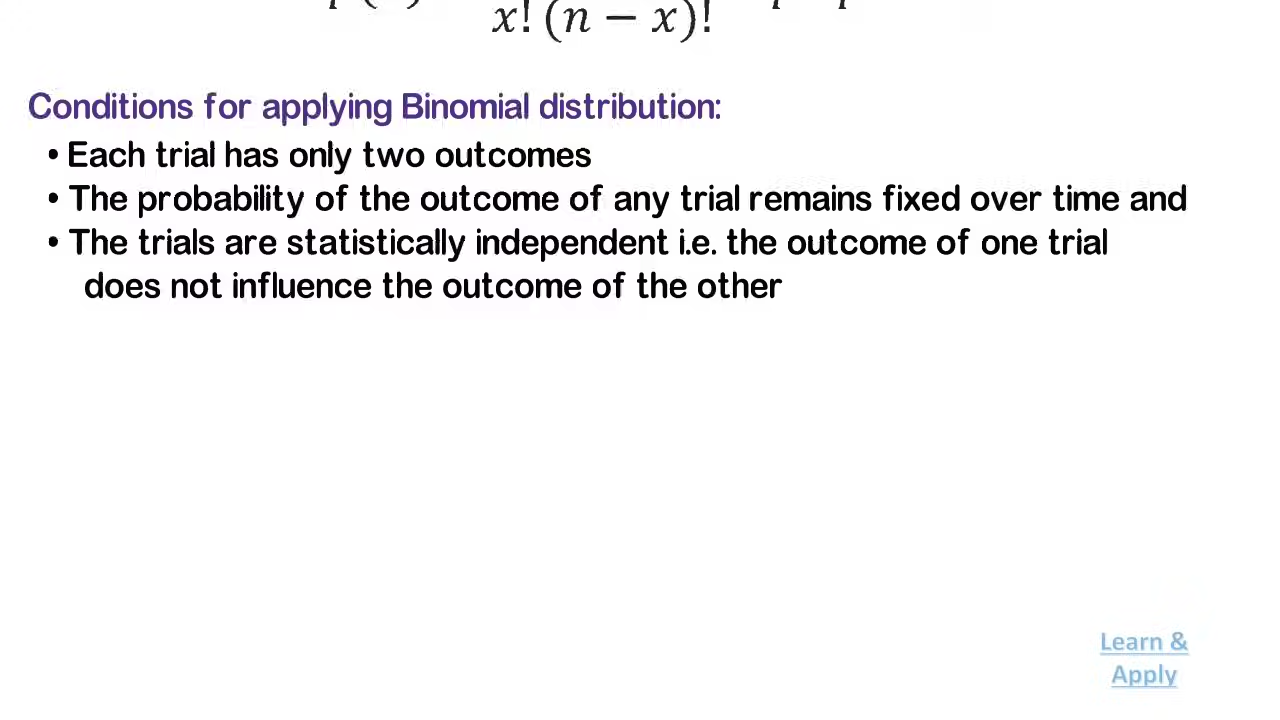 x! (n − x)!
Conditions for applying Binomial distribution:
• Each trial has only two outcomes
• The probability of the outcome of any trial remains fixed over time and
• The trials are statistically independent i.e. the outcome of one trial
does not influence the outcome of the other
Learn &
Apply